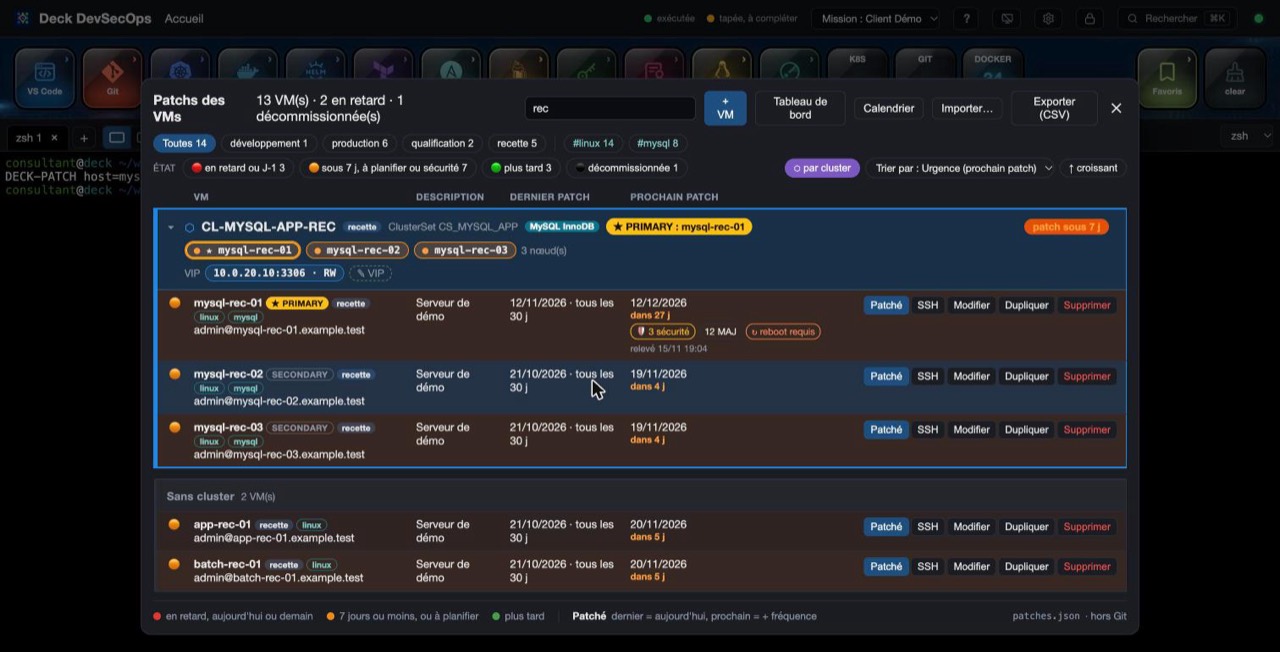 Deck DevSecOps Accueil
exécutée tapée, à compléter Mission : Client Démo ? Rechercher ⌘K
VS Code Git HELM K8S GIT DOCKER Favoris clear
Patchs des VMs
13 VM(s) · 2 en retard · 1 décommissionnée(s)
rec
+ VM
Tableau de bord
Calendrier
Importer…
Exporter (CSV)
zsh 1 × + zsh
Toutes 14 développement 1 production 6 qualification 2 recette 5 #linux 14 #mysql 8
consultant@deck ~/w
DECK-PATCH host=mys
consultant@deck ~/w
ÉTAT en retard ou J-1 3 sous 7 j, à planifier ou sécurité 7 plus tard 3 décommissionnée 1 par cluster Trier par : Urgence (prochain patch) ↑ croissant
VM DESCRIPTION DERNIER PATCH PROCHAIN PATCH
CL-MYSQL-APP-REC recette ClusterSet CS_MYSQL_APP MySQL InnoDB ★ PRIMARY : mysql-rec-01 patch sous 7 j
★ mysql-rec-01 mysql-rec-02 mysql-rec-03 3 nœud(s)
VIP 10.0.20.10:3306 · RW ✎ VIP
mysql-rec-01 ★ PRIMARY recette
linux mysql
admin@mysql-rec-01.example.test
Serveur de démo
12/11/2026 · tous les 30 j
12/12/2026
dans 27 j
3 sécurité 12 MAJ ↻ reboot requis
relevé 15/11 19:04
Patché SSH Modifier Dupliquer Supprimer
mysql-rec-02 SECONDARY recette
linux mysql
admin@mysql-rec-02.example.test
Serveur de démo
21/10/2026 · tous les 30 j
19/11/2026
dans 4 j
Patché SSH Modifier Dupliquer Supprimer
mysql-rec-03 SECONDARY recette
linux mysql
admin@mysql-rec-03.example.test
Serveur de démo
21/10/2026 · tous les 30 j
19/11/2026
dans 4 j
Patché SSH Modifier Dupliquer Supprimer
Sans cluster 2 VM(s)
app-rec-01 recette linux
admin@app-rec-01.example.test
Serveur de démo
21/10/2026 · tous les 30 j
20/11/2026
dans 5 j
Patché SSH Modifier Dupliquer Supprimer
batch-rec-01 recette linux
admin@batch-rec-01.example.test
Serveur de démo
21/10/2026 · tous les 30 j
20/11/2026
dans 5 j
Patché SSH Modifier Dupliquer Supprimer
en retard, aujourd'hui ou demain 7 jours ou moins, ou à planifier plus tard Patché dernier = aujourd'hui, prochain = + fréquence patches.json · hors Git